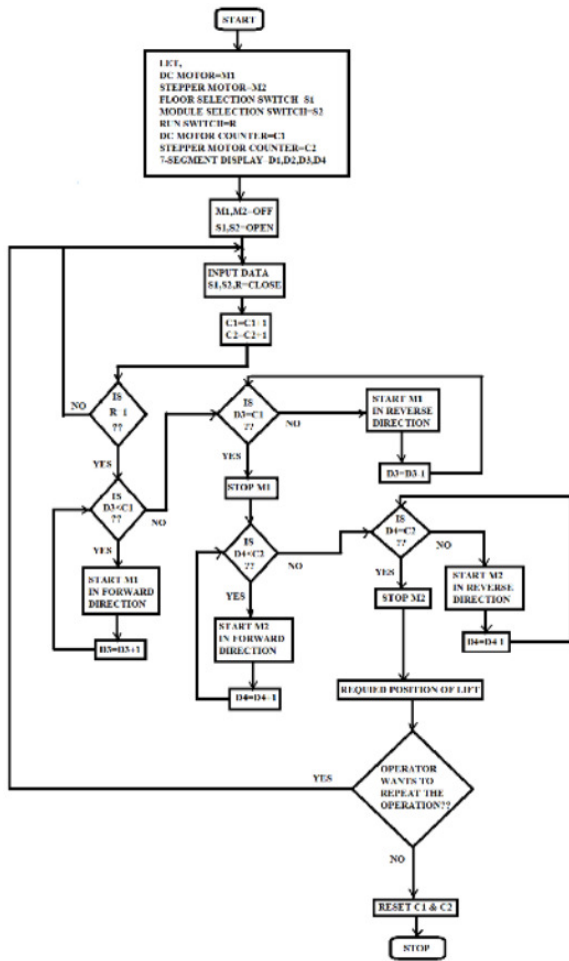 START
LET,
DC MOTOR=M1
STEPPER MOTOR=M2
FLOOR SELECTION SWITCH S1
MODULE SELECTION SWITCH=S2
RUN SWITCH=R
DC MOTOR COUNTER=C1
STEPPER MOTOR COUNTER=C2
7-SEGMENT DISPLAY D1,D2,D3,D4
M1,M2=OFF
S1,S2=OPEN
INPUT DATA
S1,S2,R=CLOSE
C1=C1+1
C2=C2+1
IS
R=1
??
NO
YES
IS
D3<C1
??
NO
YES
START M1
IN FORWARD
DIRECTION
D3=D3+1
IS
D3=C1
??
NO
YES
START M1
IN REVERSE
DIRECTION
D3=D3-1
STOP M1
IS
D4<C2
??
NO
YES
START M2
IN FORWARD
DIRECTION
D4=D4+1
IS
D4=C2
??
NO
YES
START M2
IN REVERSE
DIRECTION
D4=D4-1
STOP M2
REQUIED POSITION OF LIFT
OPERATOR
WANTS TO
REPEAT THE
OPERATION??
YES
NO
RESET C1 & C2
STOP